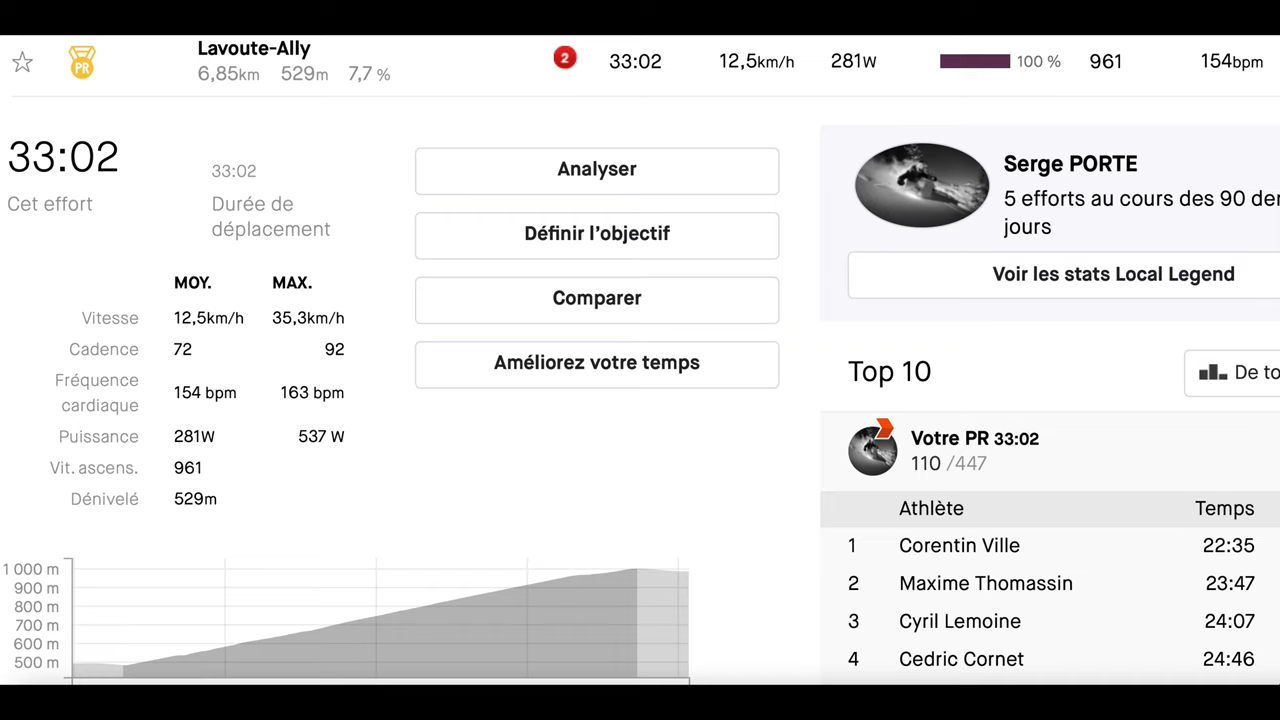 PR
Lavoute-Ally
6,85km 529m 7,7 %
2
33:02
12,5km/h
281W
100 %
961
154bpm
33:02
Cet effort
33:02
Durée de
déplacement
Analyser
Définir l'objectif
Comparer
Améliorez votre temps
MOY. MAX.
Vitesse 12,5km/h 35,3km/h
Cadence 72 92
Fréquence
cardiaque 154 bpm 163 bpm
Puissance 281W 537 W
Vit. ascens. 961
Dénivelé 529m
1 000 m
900 m
800 m
700 m
600 m
500 m
Serge PORTE
5 efforts au cours des 90 der
jours
Voir les stats Local Legend
Top 10
De to
Votre PR 33:02
110 /447
Athlète Temps
1 Corentin Ville 22:35
2 Maxime Thomassin 23:47
3 Cyril Lemoine 24:07
4 Cedric Cornet 24:46